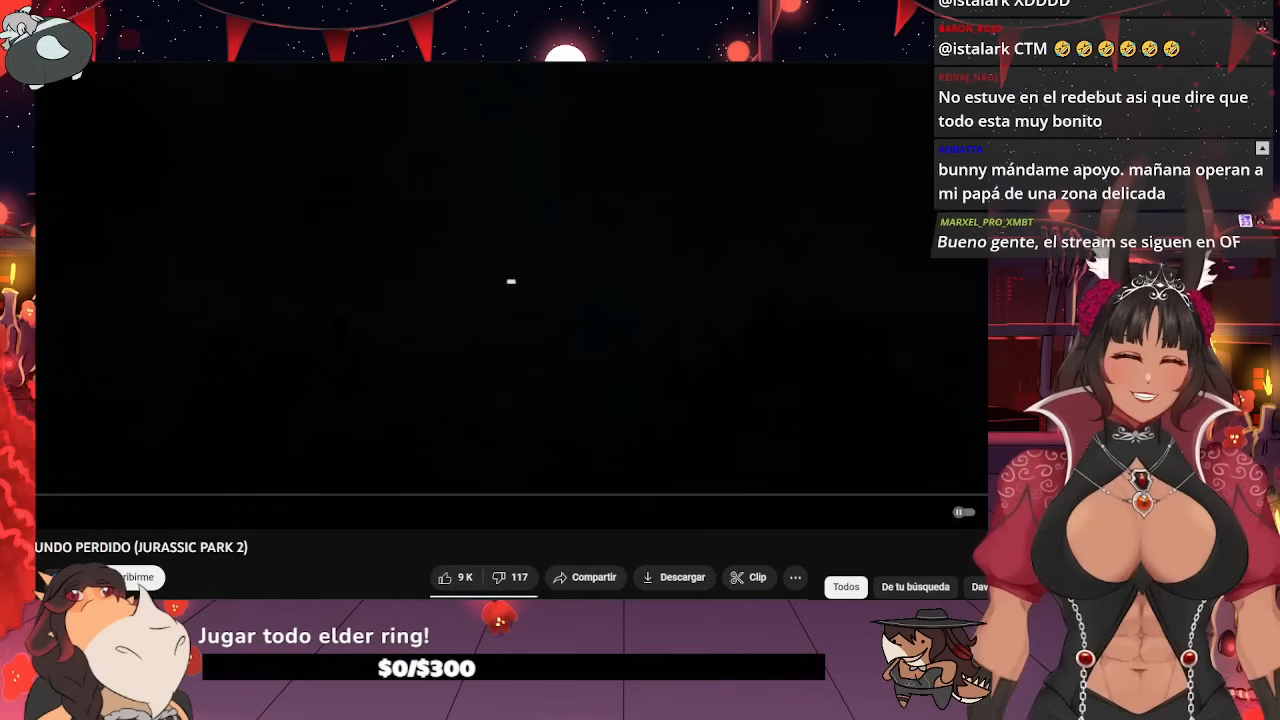 @istalark XDDDD
BARON_ROJO
@istalark CTM 🤣🤣🤣🤣🤣🤣
REIVAJ_NAOJ
No estuve en el redebut asi que dire que
todo esta muy bonito
bunny mándame apoyo. mañana operan a
mi papá de una zona delicada
MARXEL_PRO_XMBT
Bueno gente, el stream se siguen en OF
UNDO PERDIDO (JURASSIC PARK 2)
ribirme
9 K
117
Compartir
Descargar
Clip
Todos
De tu búsqueda
Dav
Jugar todo elder ring!
$0/$300